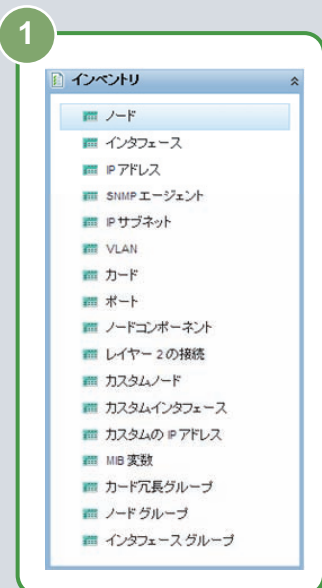 1
インベントリ
ノード
インタフェース
IP アドレス
SNMP エージェント
IP サブネット
VLAN
カード
ポート
ノードコンポーネント
レイヤー 2 の接続
カスタムノード
カスタムインタフェース
カスタムの IP アドレス
MIB 変数
カード冗長グループ
ノード グループ
インタフェース グループ